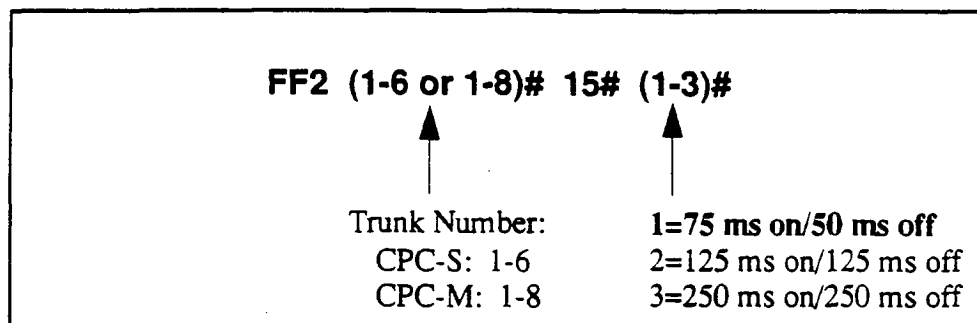 FF2 (1-6 or 1-8)# 15# (1-3)#
Trunk Number:
CPC-S: 1-6
CPC-M: 1-8
1=75 ms on/50 ms off
2=125 ms on/125 ms off
3=250 ms on/250 ms off